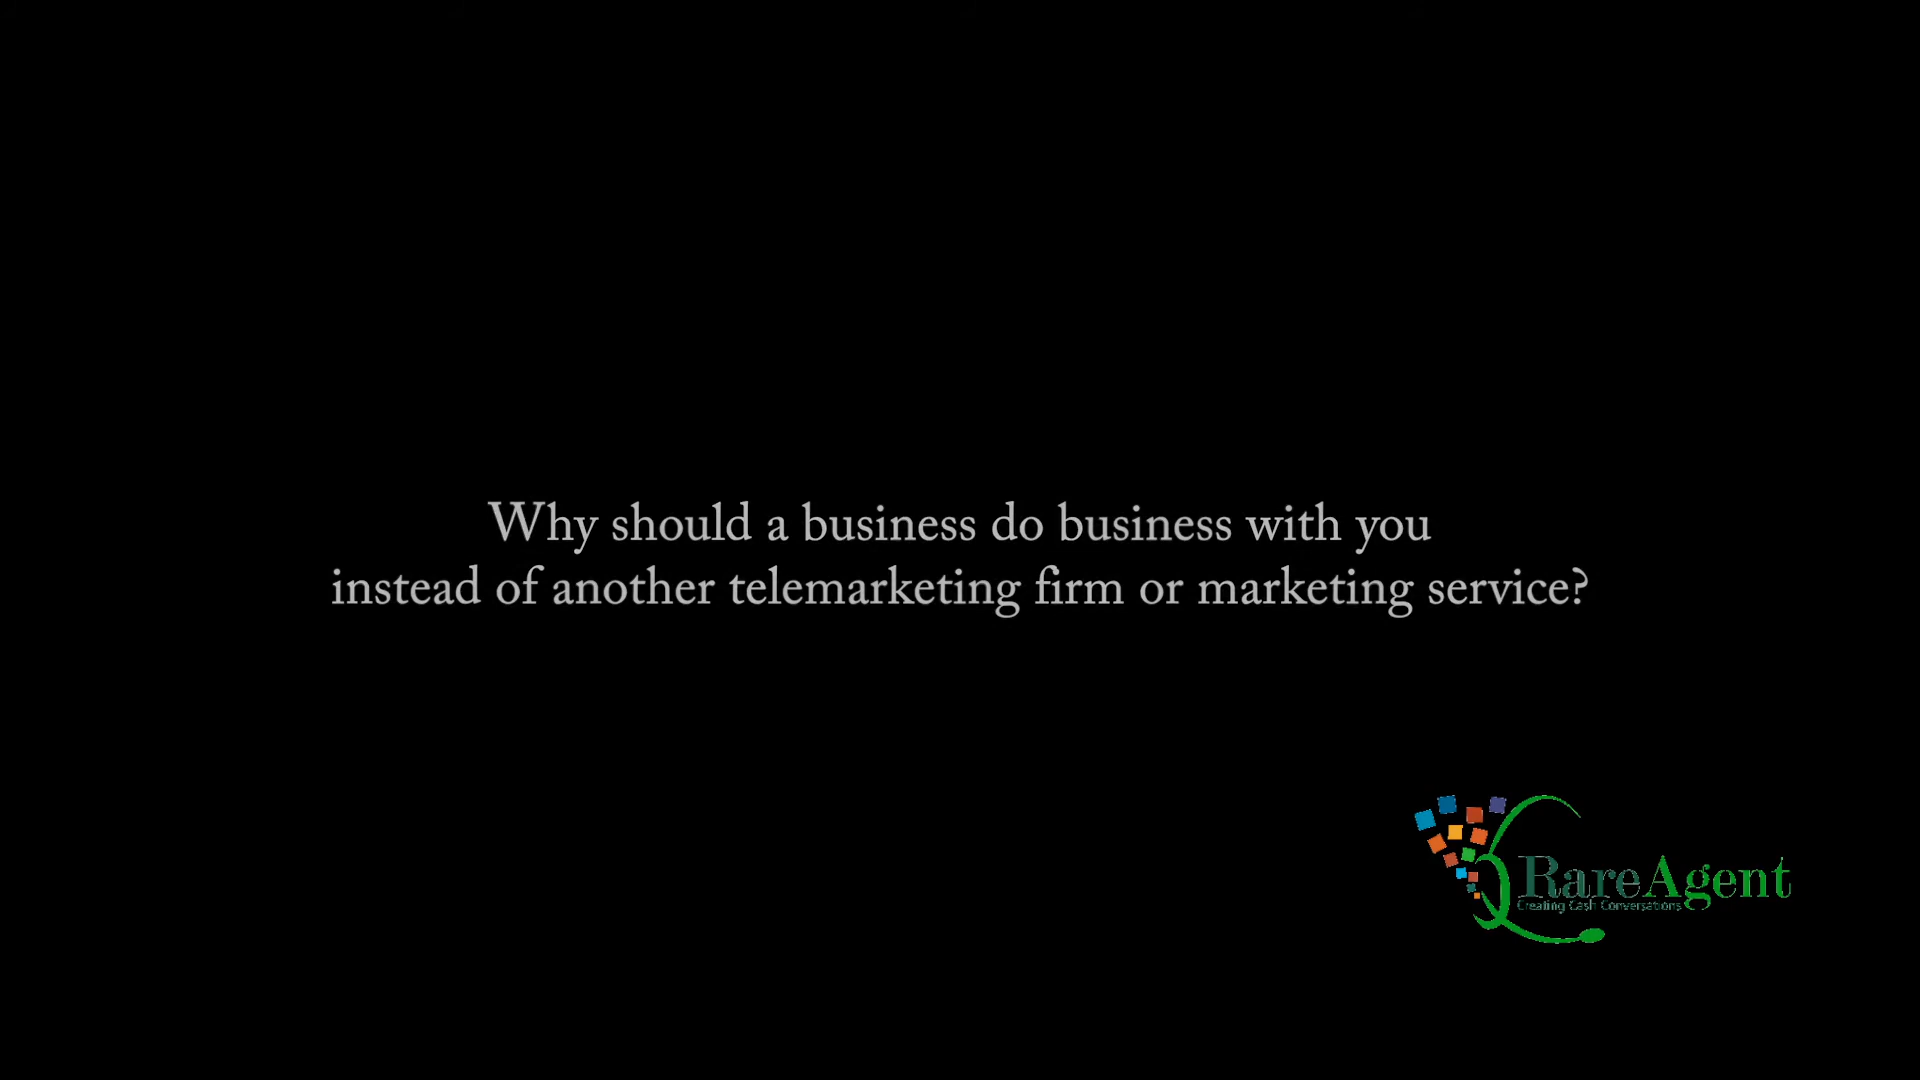 Why should a business do business with you
instead of another telemarketing firm or marketing service?
RareAgent
Creating Cash Conversations